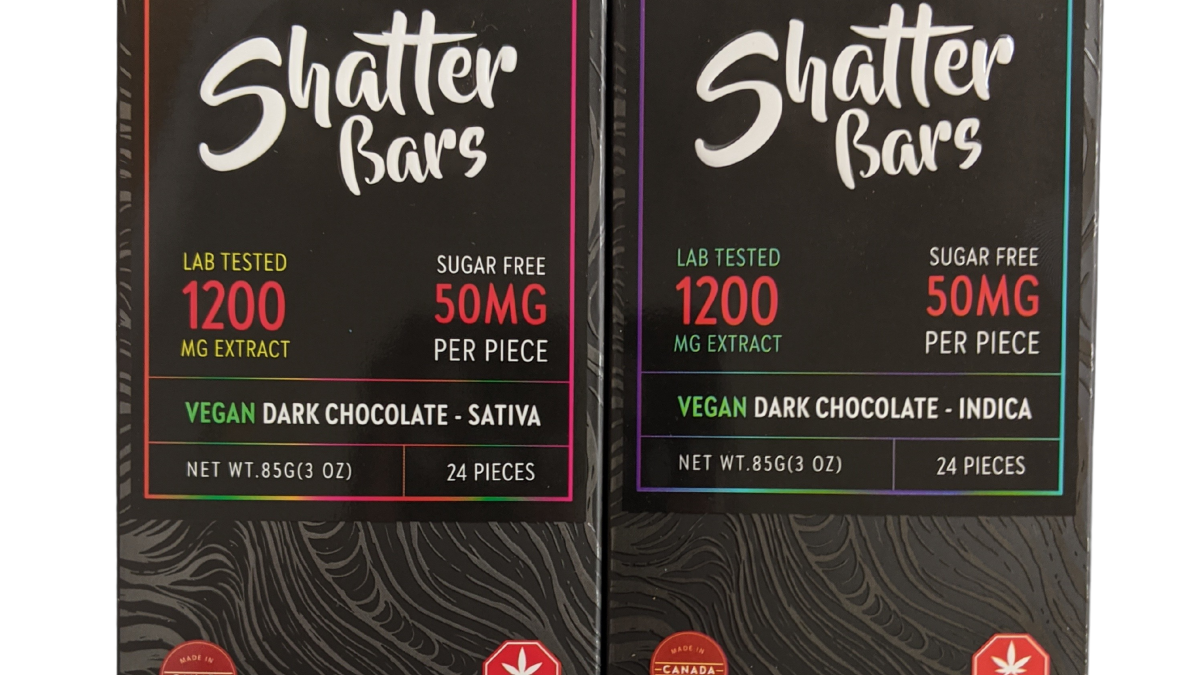 Shatter
Bars
LAB TESTED
1200
MG EXTRACT
SUGAR FREE
50MG
PER PIECE
VEGAN DARK CHOCOLATE - SATIVA
NET WT.85G(3 OZ)
24 PIECES
MADE IN
Shatter
Bars
LAB TESTED
1200
MG EXTRACT
SUGAR FREE
50MG
PER PIECE
VEGAN DARK CHOCOLATE - INDICA
NET WT.85G(3 OZ)
24 PIECES
MADE IN
CANADA